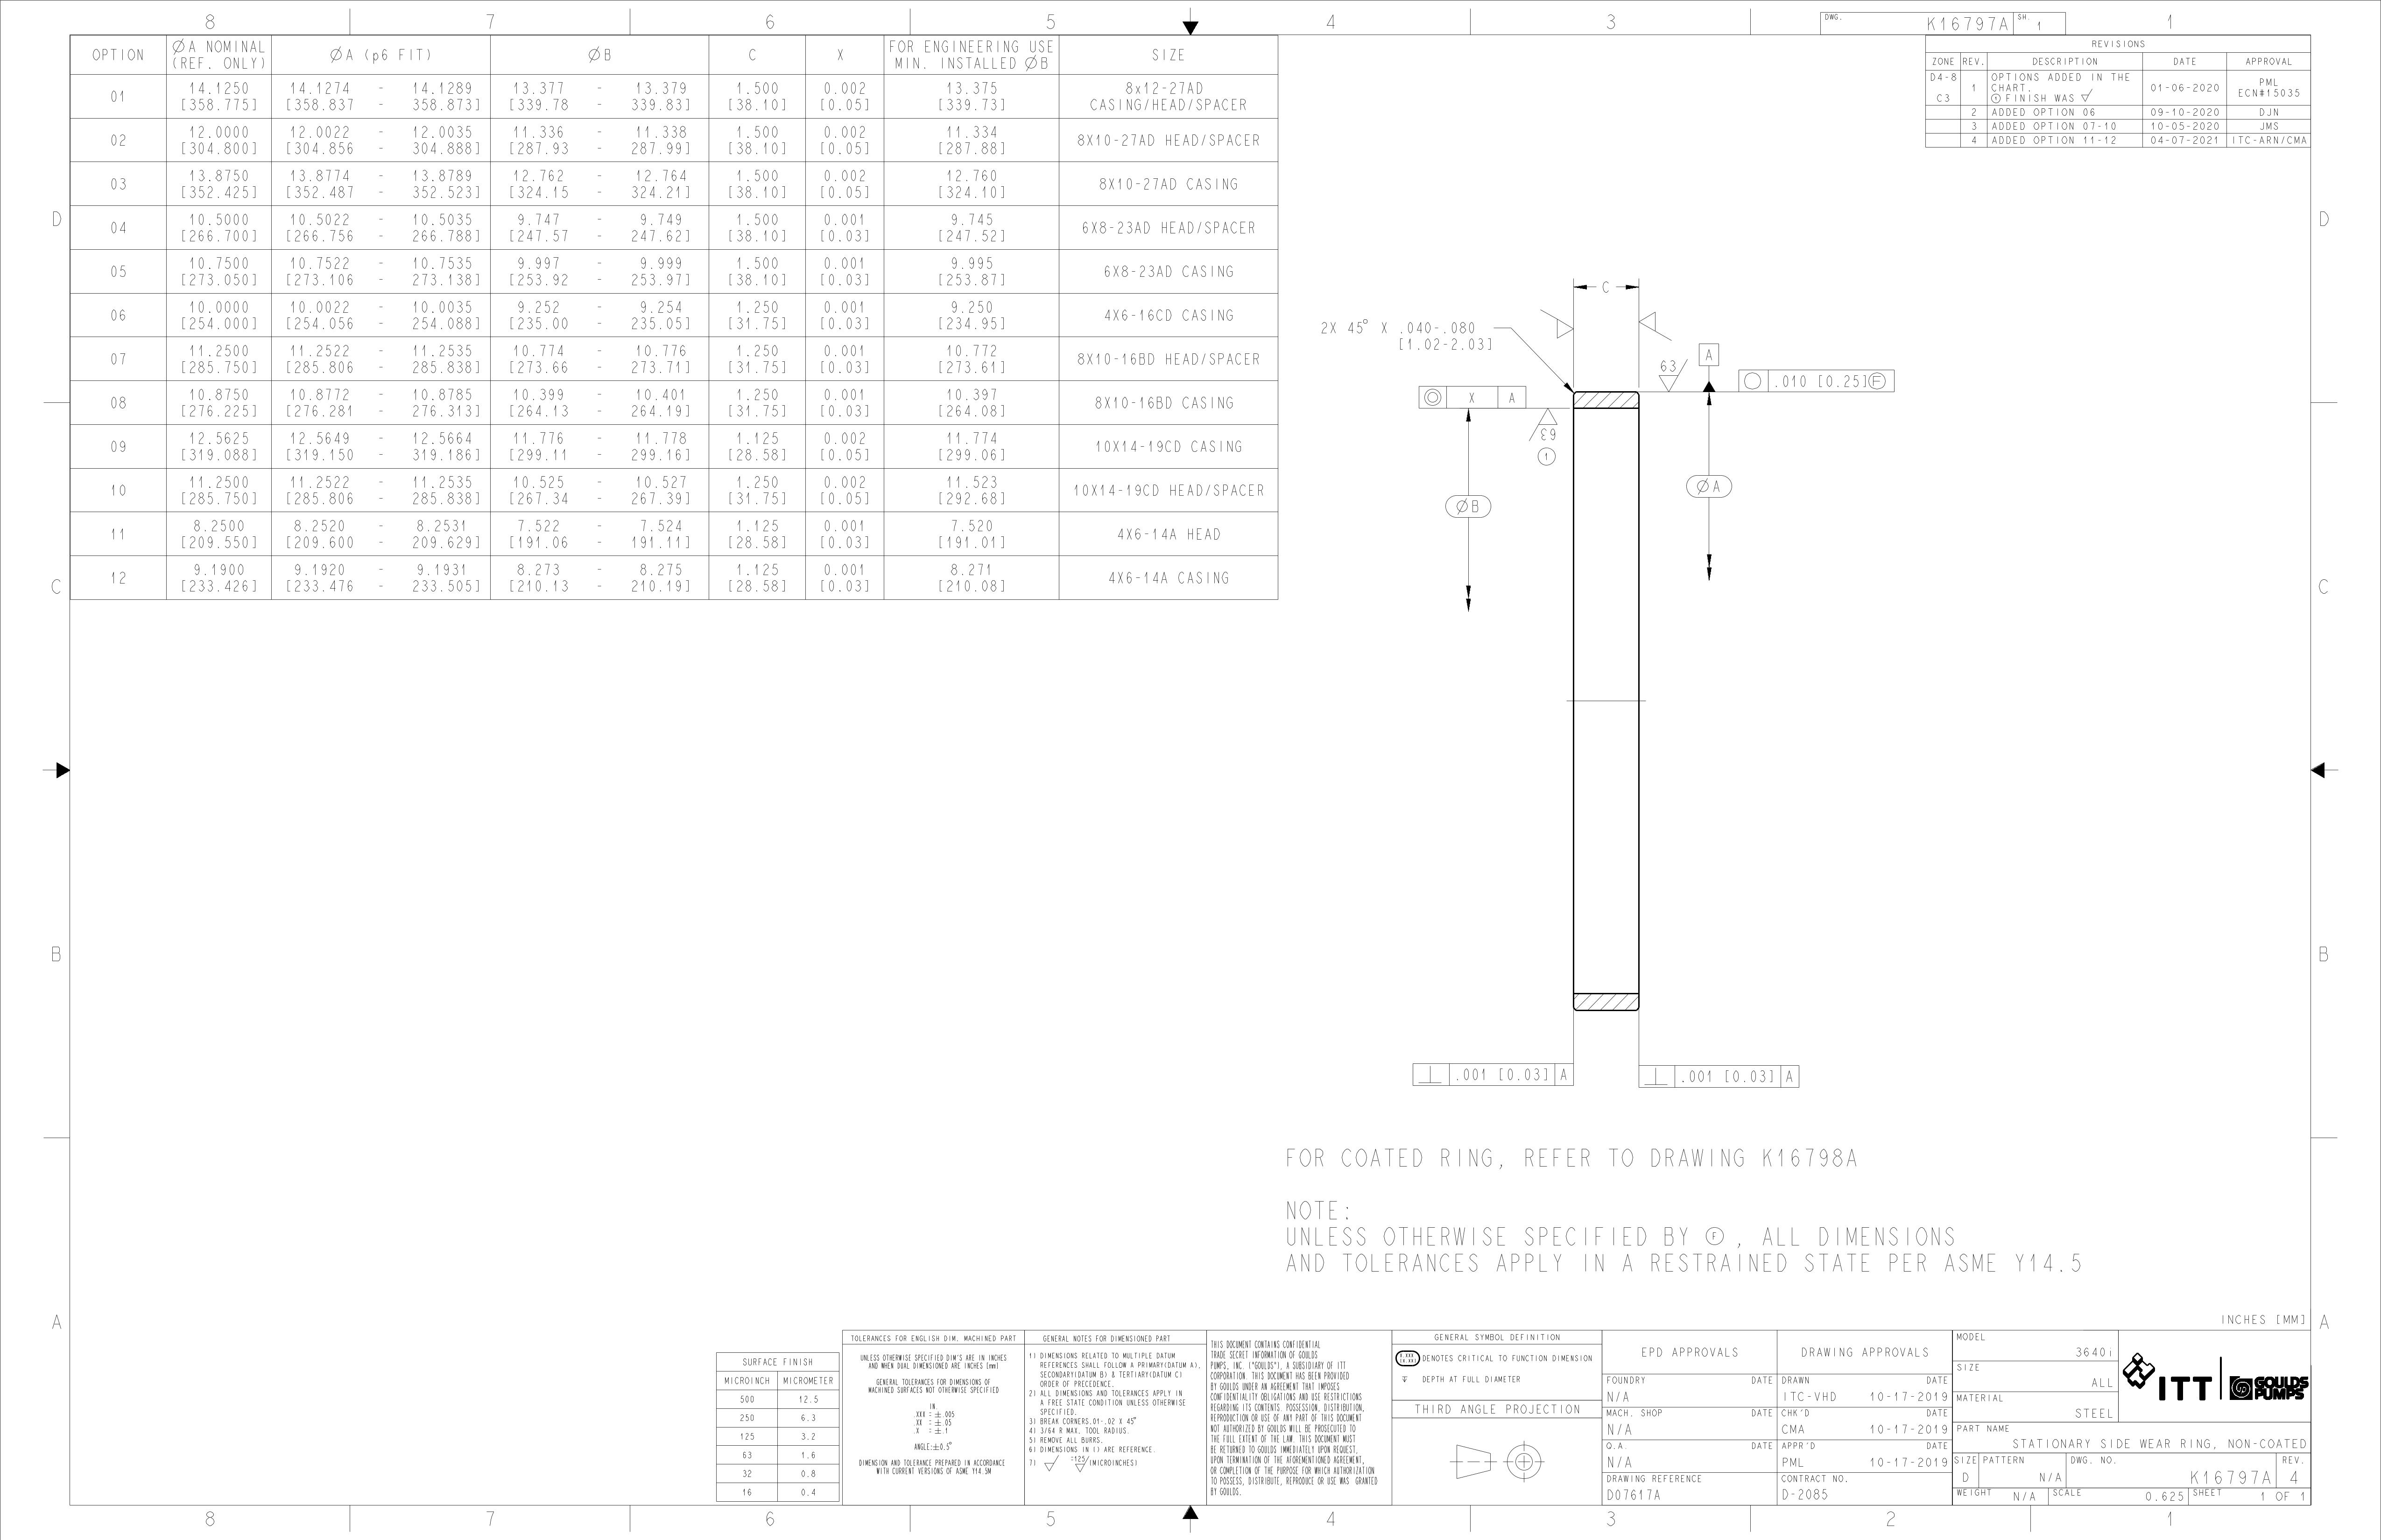 8 7 6 5 4 3 1
DWG. K16797A SH. 1
OPTION ØA NOMINAL (REF. ONLY) ØA (p6 FIT) ØB C X FOR ENGINEERING USE MIN. INSTALLED ØB SIZE
01 14.1250 14.1274 - 14.1289 13.377 - 13.379 1.500 0.002 13.375 8x12-27AD
[358.775] [358.837 - 358.873] [339.78 - 339.83] [38.10] [0.05] [339.73] CASING/HEAD/SPACER
02 12.0000 12.0022 - 12.0035 11.336 - 11.338 1.500 0.002 11.334 8X10-27AD HEAD/SPACER
[304.800] [304.856 - 304.888] [287.93 - 287.99] [38.10] [0.05] [287.88]
03 13.8750 13.8774 - 13.8789 12.762 - 12.764 1.500 0.002 12.760 8X10-27AD CASING
[352.425] [352.487 - 352.523] [324.15 - 324.21] [38.10] [0.05] [324.10]
04 10.5000 10.5022 - 10.5035 9.747 - 9.749 1.500 0.001 9.745 6X8-23AD HEAD/SPACER
[266.700] [266.756 - 266.788] [247.57 - 247.62] [38.10] [0.03] [247.52]
05 10.7500 10.7522 - 10.7535 9.997 - 9.999 1.500 0.001 9.995 6X8-23AD CASING
[273.050] [273.106 - 273.138] [253.92 - 253.97] [38.10] [0.03] [253.87]
06 10.0000 10.0022 - 10.0035 9.252 - 9.254 1.250 0.001 9.250 4X6-16CD CASING
[254.000] [254.056 - 254.088] [235.00 - 235.05] [31.75] [0.03] [234.95]
07 11.2500 11.2522 - 11.2535 10.774 - 10.776 1.250 0.001 10.772 8X10-16BD HEAD/SPACER
[285.750] [285.806 - 285.838] [273.66 - 273.71] [31.75] [0.03] [273.61]
08 10.8750 10.8772 - 10.8785 10.399 - 10.401 1.250 0.001 10.397 8X10-16BD CASING
[276.225] [276.281 - 276.313] [264.13 - 264.19] [31.75] [0.03] [264.08]
09 12.5625 12.5649 - 12.5664 11.776 - 11.778 1.125 0.002 11.774 10X14-19CD CASING
[319.088] [319.150 - 319.186] [299.11 - 299.16] [28.58] [0.05] [299.06]
10 11.2500 11.2522 - 11.2535 10.525 - 10.527 1.250 0.002 11.523 10X14-19CD HEAD/SPACER
[285.750] [285.806 - 285.838] [267.34 - 267.39] [31.75] [0.05] [292.68]
11 8.2500 8.2520 - 8.2531 7.522 - 7.524 1.125 0.001 7.520 4X6-14A HEAD
[209.550] [209.600 - 209.629] [191.06 - 191.11] [28.58] [0.03] [191.01]
12 9.1900 9.1920 - 9.1931 8.273 - 8.275 1.125 0.001 8.271 4X6-14A CASING
[233.426] [233.476 - 233.505] [210.13 - 210.19] [28.58] [0.03] [210.08]
REVISIONS
ZONE REV. DESCRIPTION DATE APPROVAL
D4-8 C3 1 OPTIONS ADDED IN THE CHART. ① FINISH WAS √ 01-06-2020 PML ECN#15035
2 ADDED OPTION 06 09-10-2020 DJN
3 ADDED OPTION 07-10 10-05-2020 JMS
4 ADDED OPTION 11-12 04-07-2021 ITC-ARN/CMA
D D
C C
B B
A A
C
2X 45° X .040-.080
[1.02-2.03]
63
A
◎ X A
○ .010 [0.25]Ⓕ
63
①
ØB
ØA
⊥ .001 [0.03] A
⊥ .001 [0.03] A
FOR COATED RING, REFER TO DRAWING K16798A
NOTE:
UNLESS OTHERWISE SPECIFIED BY Ⓕ, ALL DIMENSIONS
AND TOLERANCES APPLY IN A RESTRAINED STATE PER ASME Y14.5
INCHES [MM]
SURFACE FINISH
MICROINCH MICROMETER
500 12.5
250 6.3
125 3.2
63 1.6
32 0.8
16 0.4
TOLERANCES FOR ENGLISH DIM. MACHINED PART
UNLESS OTHERWISE SPECIFIED DIM'S ARE IN INCHES
AND WHEN DUAL DIMENSIONED ARE INCHES [mm]
GENERAL TOLERANCES FOR DIMENSIONS OF
MACHINED SURFACES NOT OTHERWISE SPECIFIED
IN.
.XXX = ±.005
.XX = ±.05
.X = ±.1
ANGLE:±0.5°
DIMENSION AND TOLERANCE PREPARED IN ACCORDANCE
WITH CURRENT VERSIONS OF ASME Y14.5M
GENERAL NOTES FOR DIMENSIONED PART
1) DIMENSIONS RELATED TO MULTIPLE DATUM
REFERENCES SHALL FOLLOW A PRIMARY(DATUM A),
SECONDARY(DATUM B) & TERTIARY(DATUM C)
ORDER OF PRECEDENCE.
2) ALL DIMENSIONS AND TOLERANCES APPLY IN
A FREE STATE CONDITION UNLESS OTHERWISE
SPECIFIED.
3) BREAK CORNERS.01-.02 X 45°
4) 3/64 R MAX. TOOL RADIUS.
5) REMOVE ALL BURRS.
6) DIMENSIONS IN () ARE REFERENCE.
7) √ =125√(MICROINCHES)
THIS DOCUMENT CONTAINS CONFIDENTIAL
TRADE SECRET INFORMATION OF GOULDS
PUMPS, INC. ("GOULDS"), A SUBSIDIARY OF ITT
CORPORATION. THIS DOCUMENT HAS BEEN PROVIDED
BY GOULDS UNDER AN AGREEMENT THAT IMPOSES
CONFIDENTIALITY OBLIGATIONS AND USE RESTRICTIONS
REGARDING ITS CONTENTS. POSSESSION, DISTRIBUTION,
REPRODUCTION OR USE OF ANY PART OF THIS DOCUMENT
NOT AUTHORIZED BY GOULDS WILL BE PROSECUTED TO
THE FULL EXTENT OF THE LAW. THIS DOCUMENT MUST
BE RETURNED TO GOULDS IMMEDIATELY UPON REQUEST,
UPON TERMINATION OF THE AFOREMENTIONED AGREEMENT,
OR COMPLETION OF THE PURPOSE FOR WHICH AUTHORIZATION
TO POSSESS, DISTRIBUTE, REPRODUCE OR USE WAS GRANTED
BY GOULDS.
GENERAL SYMBOL DEFINITION
X.XXX [X.XX] DENOTES CRITICAL TO FUNCTION DIMENSION
DEPTH AT FULL DIAMETER
THIRD ANGLE PROJECTION
EPD APPROVALS
FOUNDRY DATE
N/A
MACH. SHOP DATE
N/A
Q.A. DATE
N/A
DRAWING REFERENCE
D07617A
DRAWING APPROVALS
DRAWN DATE
ITC-VHD 10-17-2019
CHK'D DATE
CMA 10-17-2019
APPR'D DATE
PML 10-17-2019
CONTRACT NO.
D-2085
MODEL 3640i
SIZE ALL
MATERIAL STEEL
ITT GOULDS PUMPS
PART NAME
STATIONARY SIDE WEAR RING, NON-COATED
SIZE D PATTERN N/A DWG. NO. K16797A REV. 4
WEIGHT N/A SCALE 0.625 SHEET 1 OF 1
8 7 6 5 4 3 2 1